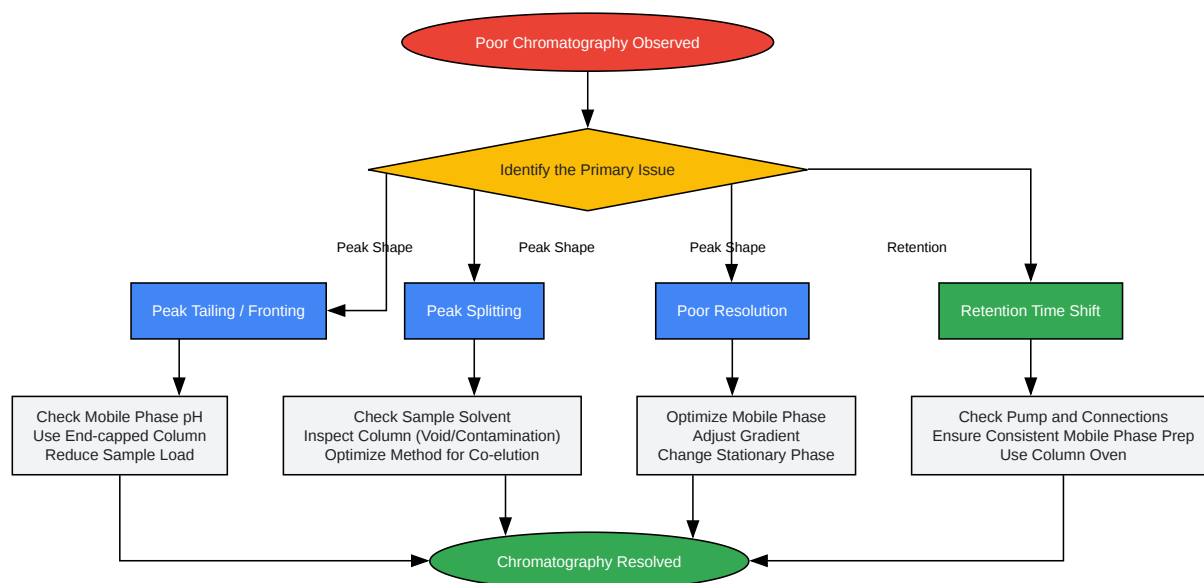 Poor Chromatography Observed
Identify the Primary Issue
Peak Shape
Peak Shape
Peak Shape
Retention
Peak Tailing / Fronting
Peak Splitting
Poor Resolution
Retention Time Shift
Check Mobile Phase pH
Use End-capped Column
Reduce Sample Load
Check Sample Solvent
Inspect Column (Void/Contamination)
Optimize Method for Co-elution
Optimize Mobile Phase
Adjust Gradient
Change Stationary Phase
Check Pump and Connections
Ensure Consistent Mobile Phase Prep
Use Column Oven
Chromatography Resolved